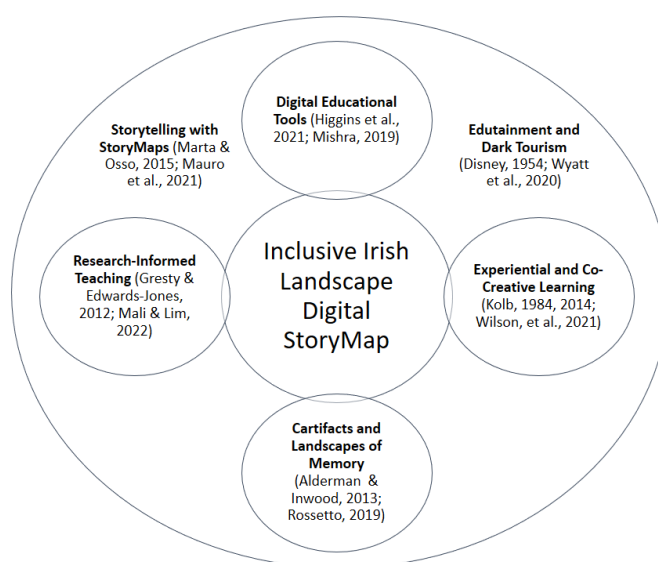 Digital Educational
Tools (Higgins et al.,
2021; Mishra, 2019)
Storytelling with
StoryMaps (Marta &
Osso, 2015; Mauro
et al., 2021)
Edutainment and
Dark Tourism
(Disney, 1954; Wyatt
et al., 2020)
Research-Informed
Teaching (Gresty &
Edwards-Jones,
2012; Mali & Lim,
2022)
Inclusive Irish
Landscape
Digital
StoryMap
Experiential and Co-
Creative Learning
(Kolb, 1984, 2014;
Wilson, et al., 2021)
Cartifacts and
Landscapes of
Memory
(Alderman &
Inwood, 2013;
Rossetto, 2019)